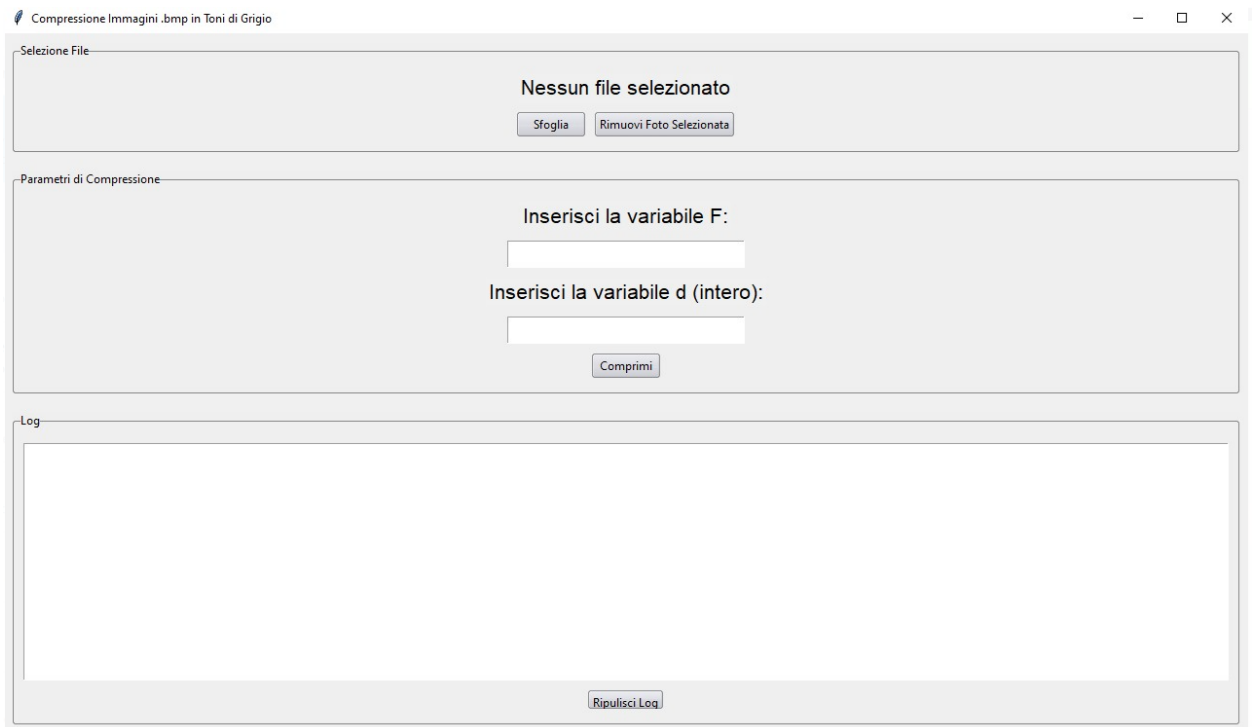 Compressione Immagini .bmp in Toni di Grigio
Selezione File
Nessun file selezionato
Sfoglia Rimuovi Foto Selezionata
Parametri di Compressione
Inserisci la variabile F:
Inserisci la variabile d (intero):
Comprimi
Log
Ripulisci Log